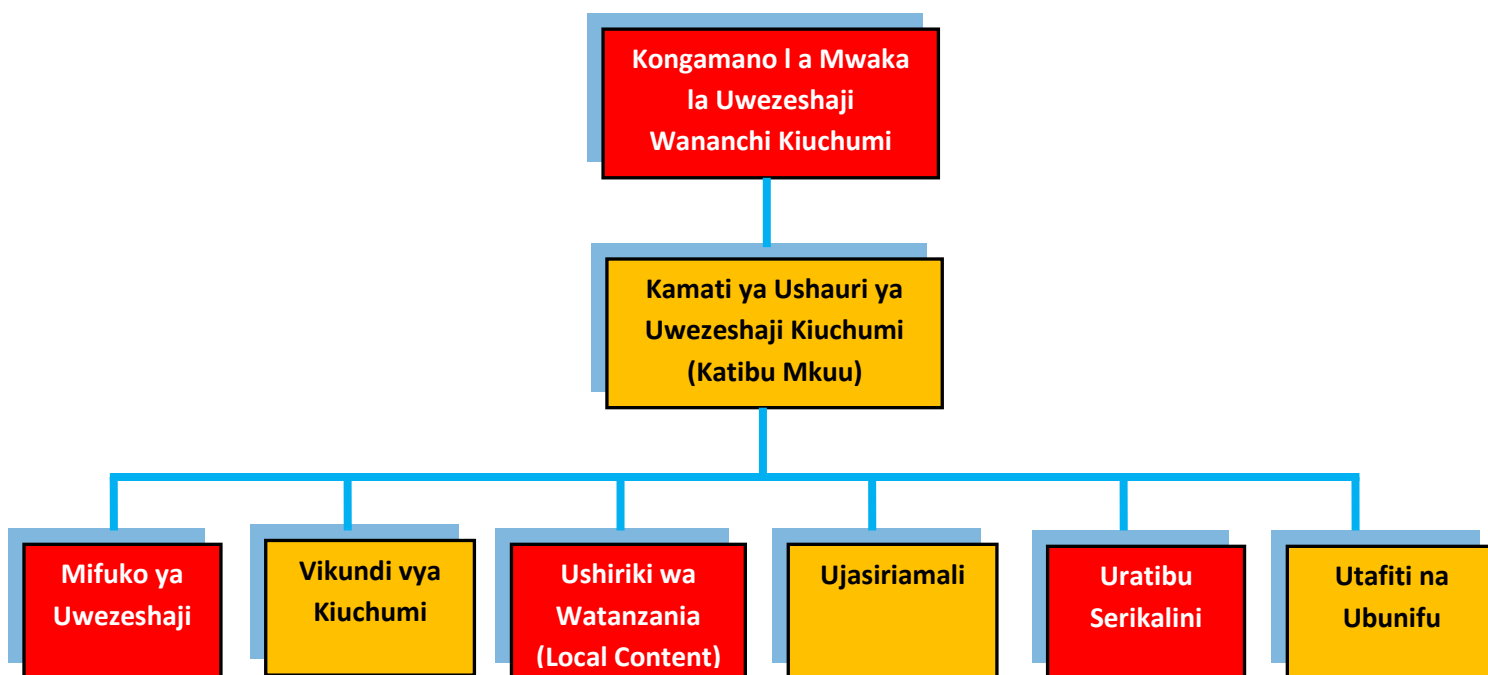 Kongamano l a Mwaka
la Uwezeshaji
Wananchi Kiuchumi
Kamati ya Ushauri ya
Uwezeshaji Kiuchumi
(Katibu Mkuu)
Mifuko ya
Uwezeshaji
Vikundi vya
Kiuchumi
Ushiriki wa
Watanzania
(Local Content)
Ujasiriamali
Uratibu
Serikalini
Utafiti na
Ubunifu